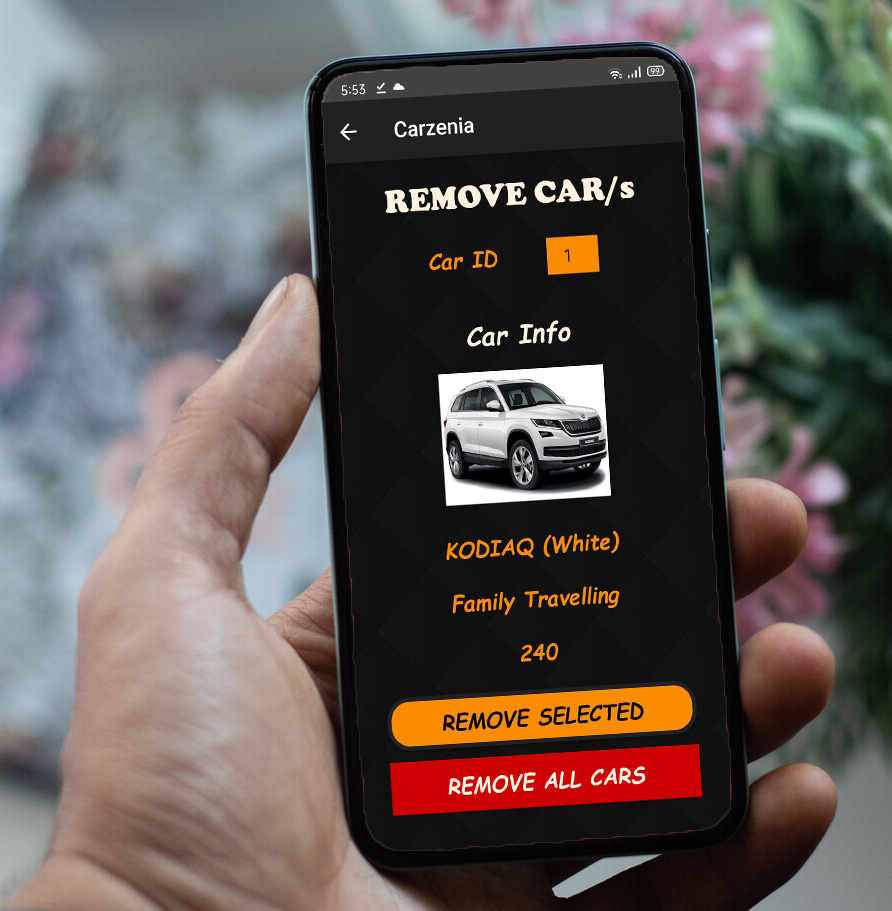 5:53 99
Carzenia
REMOVE CAR/s
Car ID 1
Car Info
KODIAQ (White)
Family Travelling
240
REMOVE SELECTED
REMOVE ALL CARS